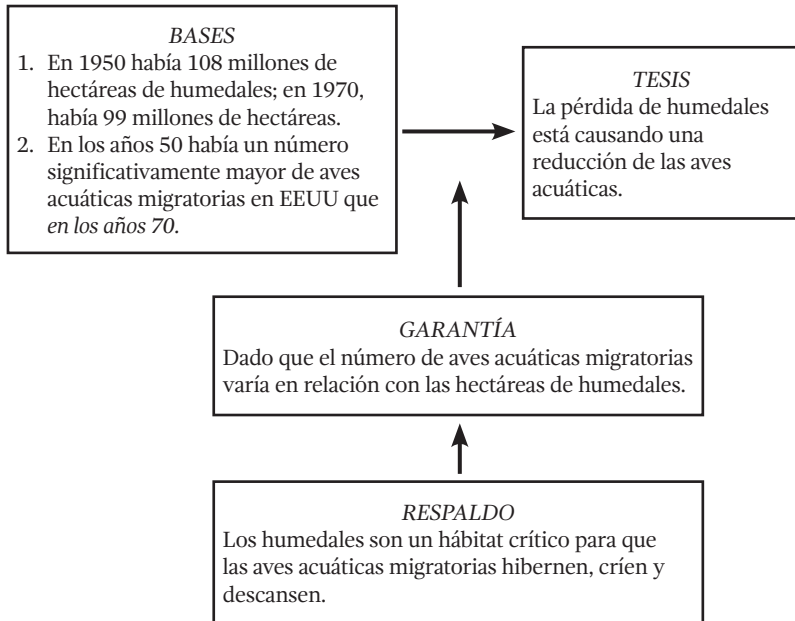 BASES
1. En 1950 había 108 millones de
hectáreas de humedales; en 1970,
había 99 millones de hectáreas.
2. En los años 50 había un número
significativamente mayor de aves
acuáticas migratorias en EEUU que
en los años 70.
TESIS
La pérdida de humedales
está causando una
reducción de las aves
acuáticas.
GARANTÍA
Dado que el número de aves acuáticas migratorias
varía en relación con las hectáreas de humedales.
RESPALDO
Los humedales son un hábitat crítico para que
las aves acuáticas migratorias hibernen, críen y
descansen.